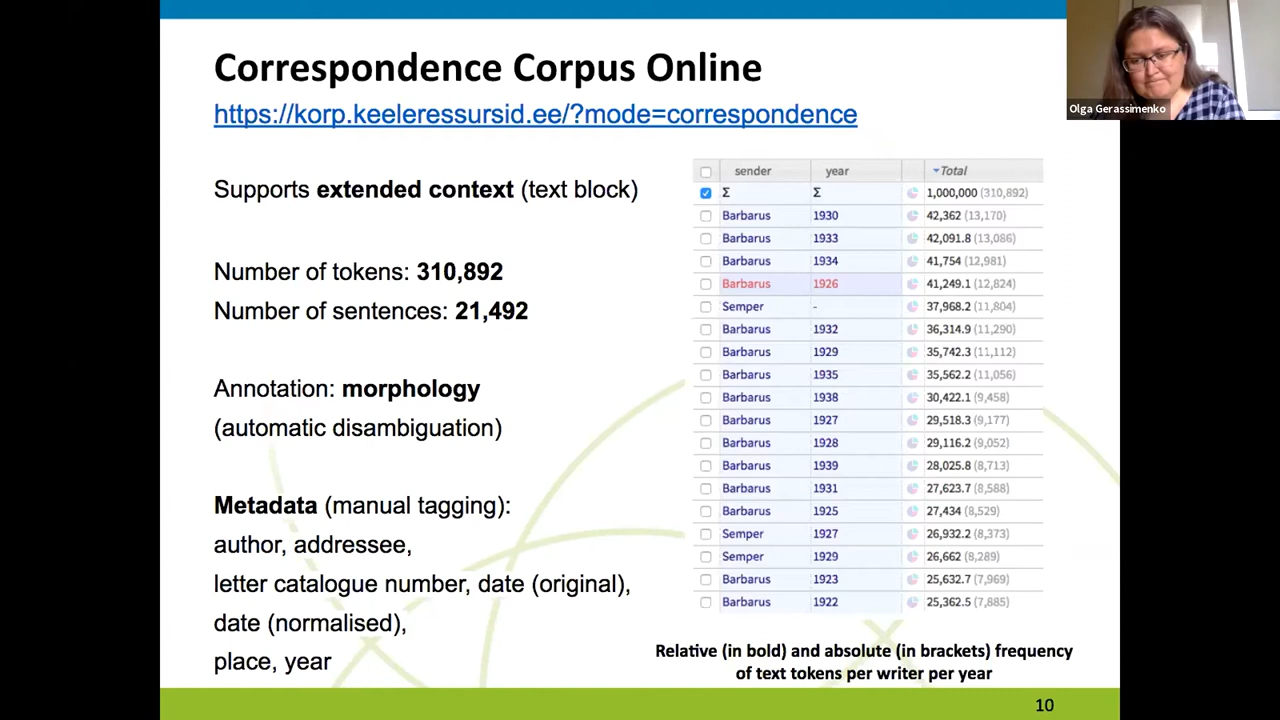 Correspondence Corpus Online
https://korp.keeleressursid.ee/?mode=correspondence
Olga Gerassimenko
Supports extended context (text block)
Number of tokens: 310,892
Number of sentences: 21,492
Annotation: morphology
(automatic disambiguation)
Metadata (manual tagging):
author, addressee,
letter catalogue number, date (original),
date (normalised),
place, year
sender year Total
Σ Σ 1,000,000 (310,892)
Barbarus 1930 42,362 (13,170)
Barbarus 1933 42,091.8 (13,086)
Barbarus 1934 41,754 (12,981)
Barbarus 1926 41,249.1 (12,824)
Semper - 37,968.2 (11,804)
Barbarus 1932 36,314.9 (11,290)
Barbarus 1929 35,742.3 (11,112)
Barbarus 1935 35,562.2 (11,056)
Barbarus 1938 30,422.1 (9,458)
Barbarus 1927 29,518.3 (9,177)
Barbarus 1928 29,116.2 (9,052)
Barbarus 1939 28,025.8 (8,713)
Barbarus 1931 27,623.7 (8,588)
Barbarus 1925 27,434 (8,529)
Semper 1927 26,932.2 (8,373)
Semper 1929 26,662 (8,289)
Barbarus 1923 25,632.7 (7,969)
Barbarus 1922 25,362.5 (7,885)
Relative (in bold) and absolute (in brackets) frequency
of text tokens per writer per year
10